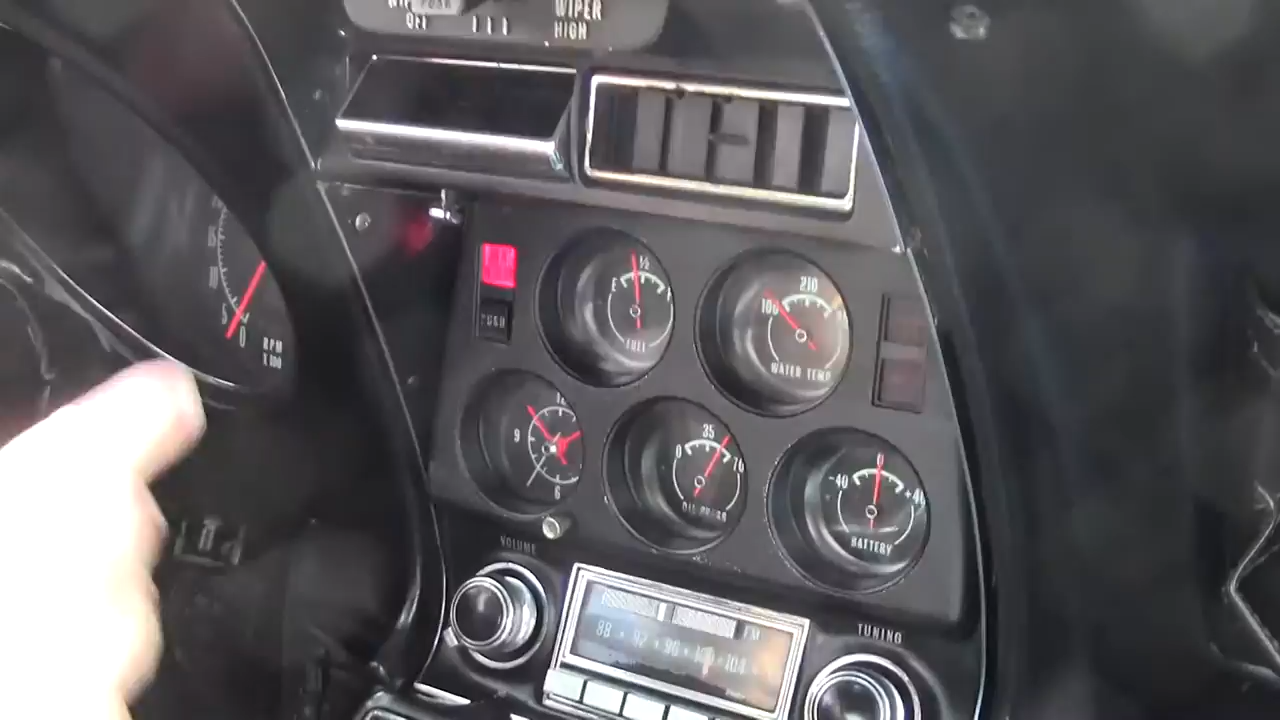 WIPER
HIGH
E ½
FUEL
100 210
WATER TEMP
12
9
6
0 35 70
OIL PRESS
-40 0 +40
BATTERY
5
0
RPM
X 100
VOLUME
FM
88 • 92 • 96 • 100 • 104
TUNING